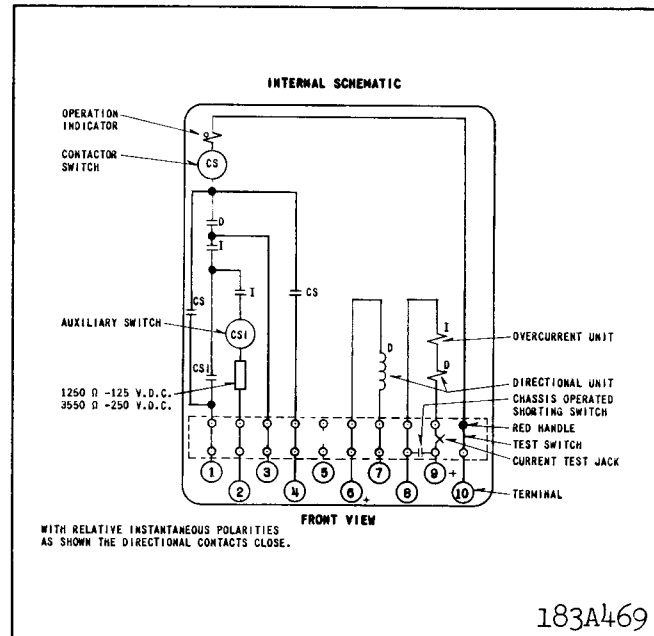 INTERNAL SCHEMATIC
OPERATION
INDICATOR
CONTACTOR
SWITCH
CS
D
I
CS
CS
I
I
AUXILIARY SWITCH
CSI
OVERCURRENT UNIT
D
D
CSI
DIRECTIONAL UNIT
1250 Ω -125 V.D.C.
3550 Ω -250 V.D.C.
CHASSIS OPERATED
SHORTING SWITCH
RED HANDLE
TEST SWITCH
CURRENT TEST JACK
1 2 3 4 5 6 + 7 8 9 + 10
TERMINAL
FRONT VIEW
WITH RELATIVE INSTANTANEOUS POLARITIES
AS SHOWN THE DIRECTIONAL CONTACTS CLOSE.
183A469